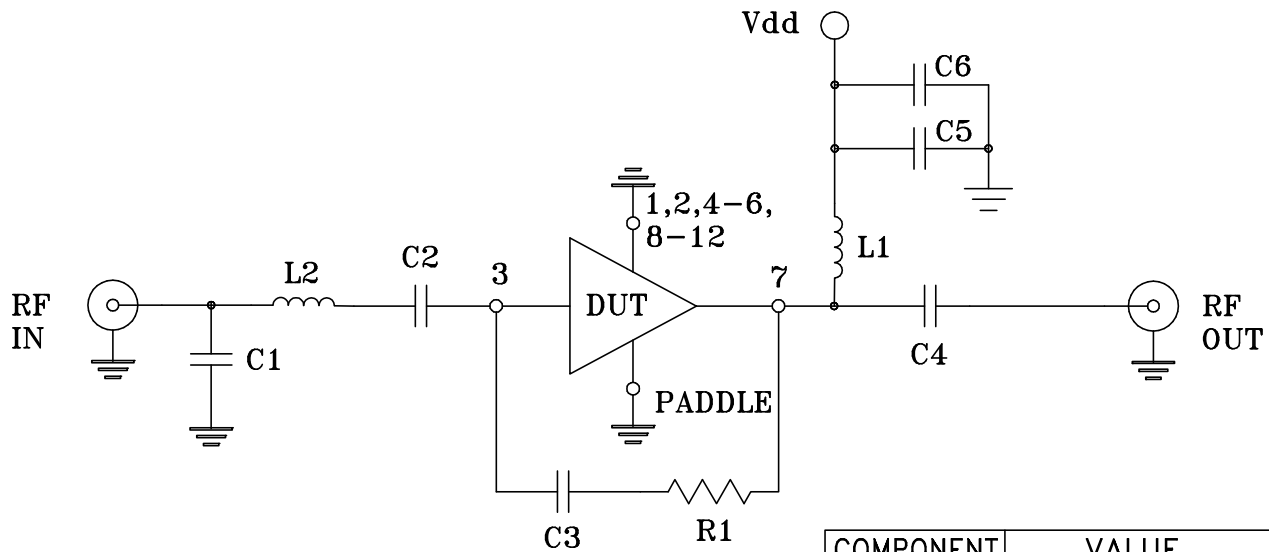 Vdd
C6
C5
1,2,4-6,
8-12
C2
L2
3
7
L1
RF
IN
DUT
RF
OUT
C1
C4
PADDLE
C3
R1
COMPONENT VALUE